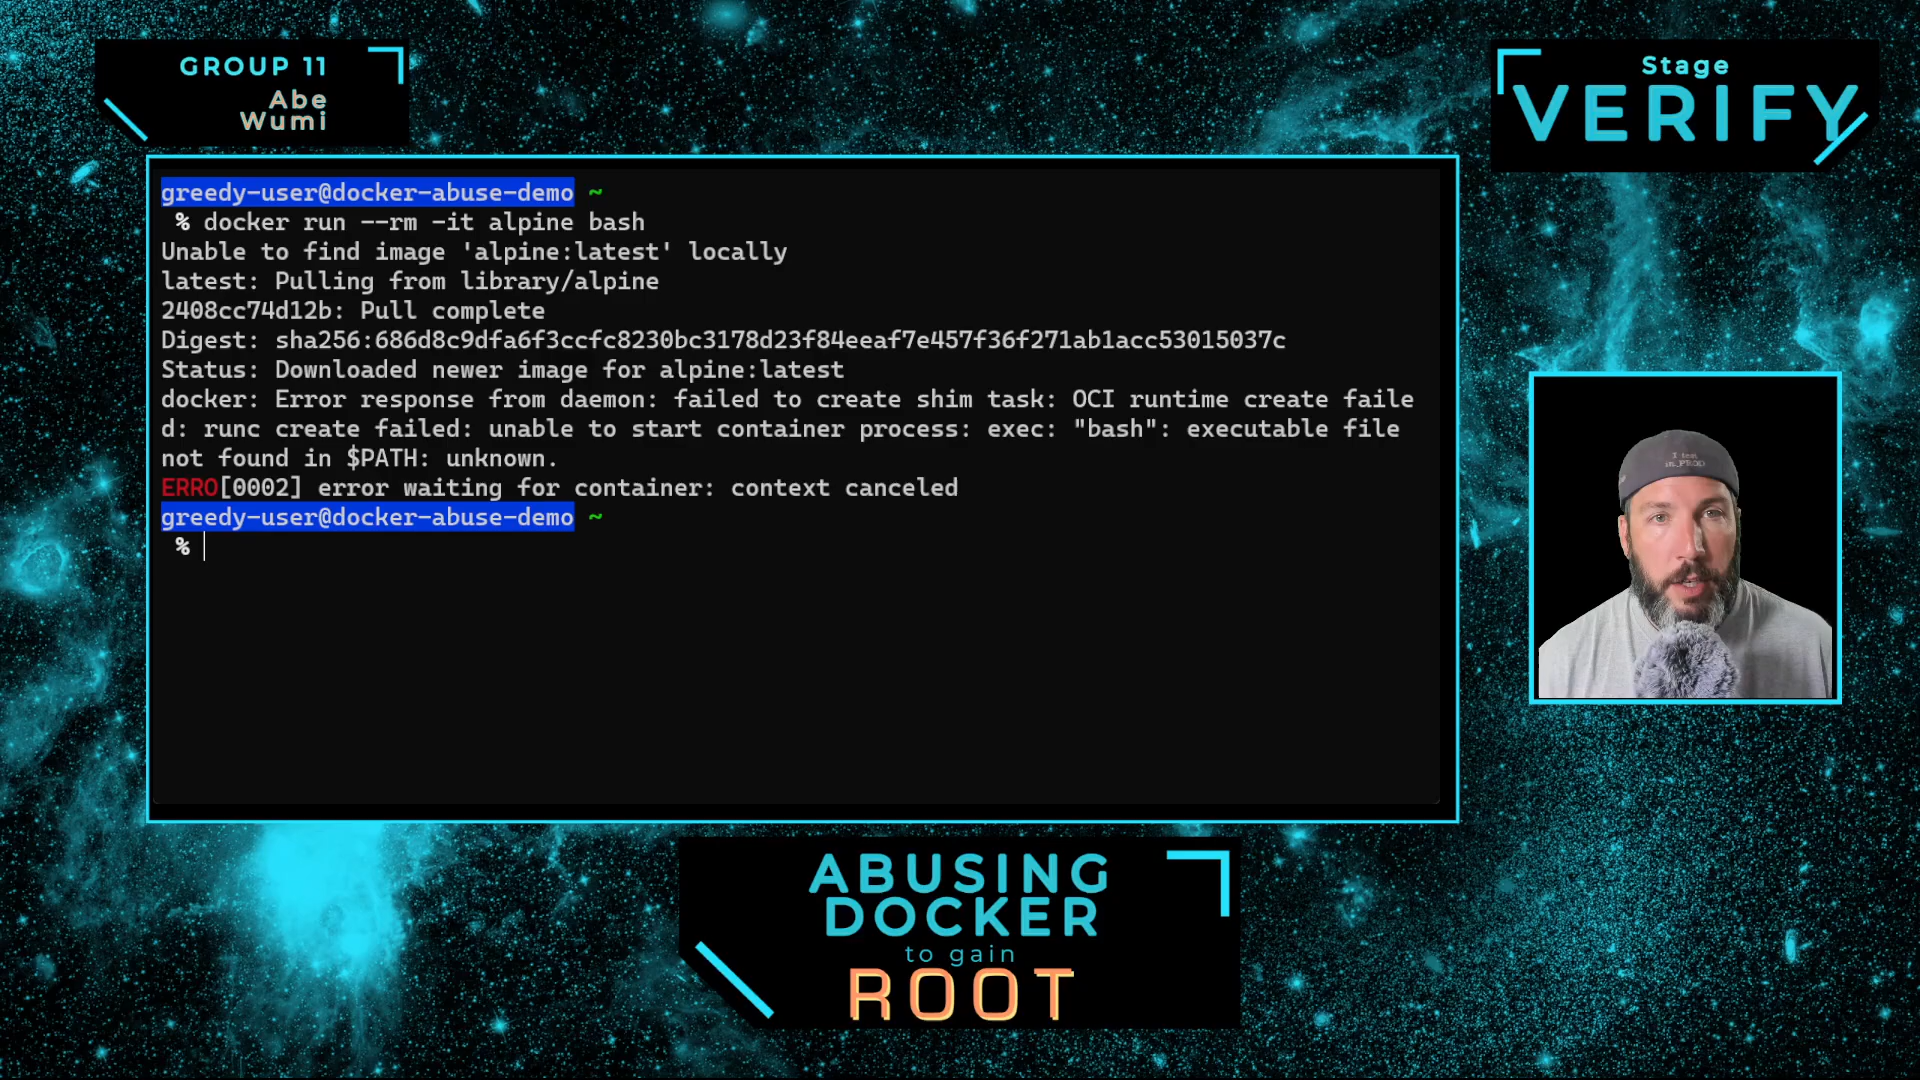 GROUP 11
Abe
Wumi
Stage
VERIFY
greedy-user@docker-abuse-demo ~
% docker run --rm -it alpine bash
Unable to find image 'alpine:latest' locally
latest: Pulling from library/alpine
2408cc74d12b: Pull complete
Digest: sha256:686d8c9dfa6f3ccfc8230bc3178d23f84eeaf7e457f36f271ab1acc53015037c
Status: Downloaded newer image for alpine:latest
docker: Error response from daemon: failed to create shim task: OCI runtime create faile
d: runc create failed: unable to start container process: exec: "bash": executable file
not found in $PATH: unknown.
ERRO[0002] error waiting for container: context canceled
greedy-user@docker-abuse-demo ~
%
I test
in_PROD
ABUSING
DOCKER
to gain
ROOT